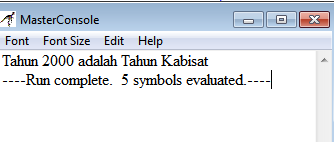 MasterConsole
Font Font Size Edit Help
Tahun 2000 adalah Tahun Kabisat
----Run complete.  5 symbols evaluated.----